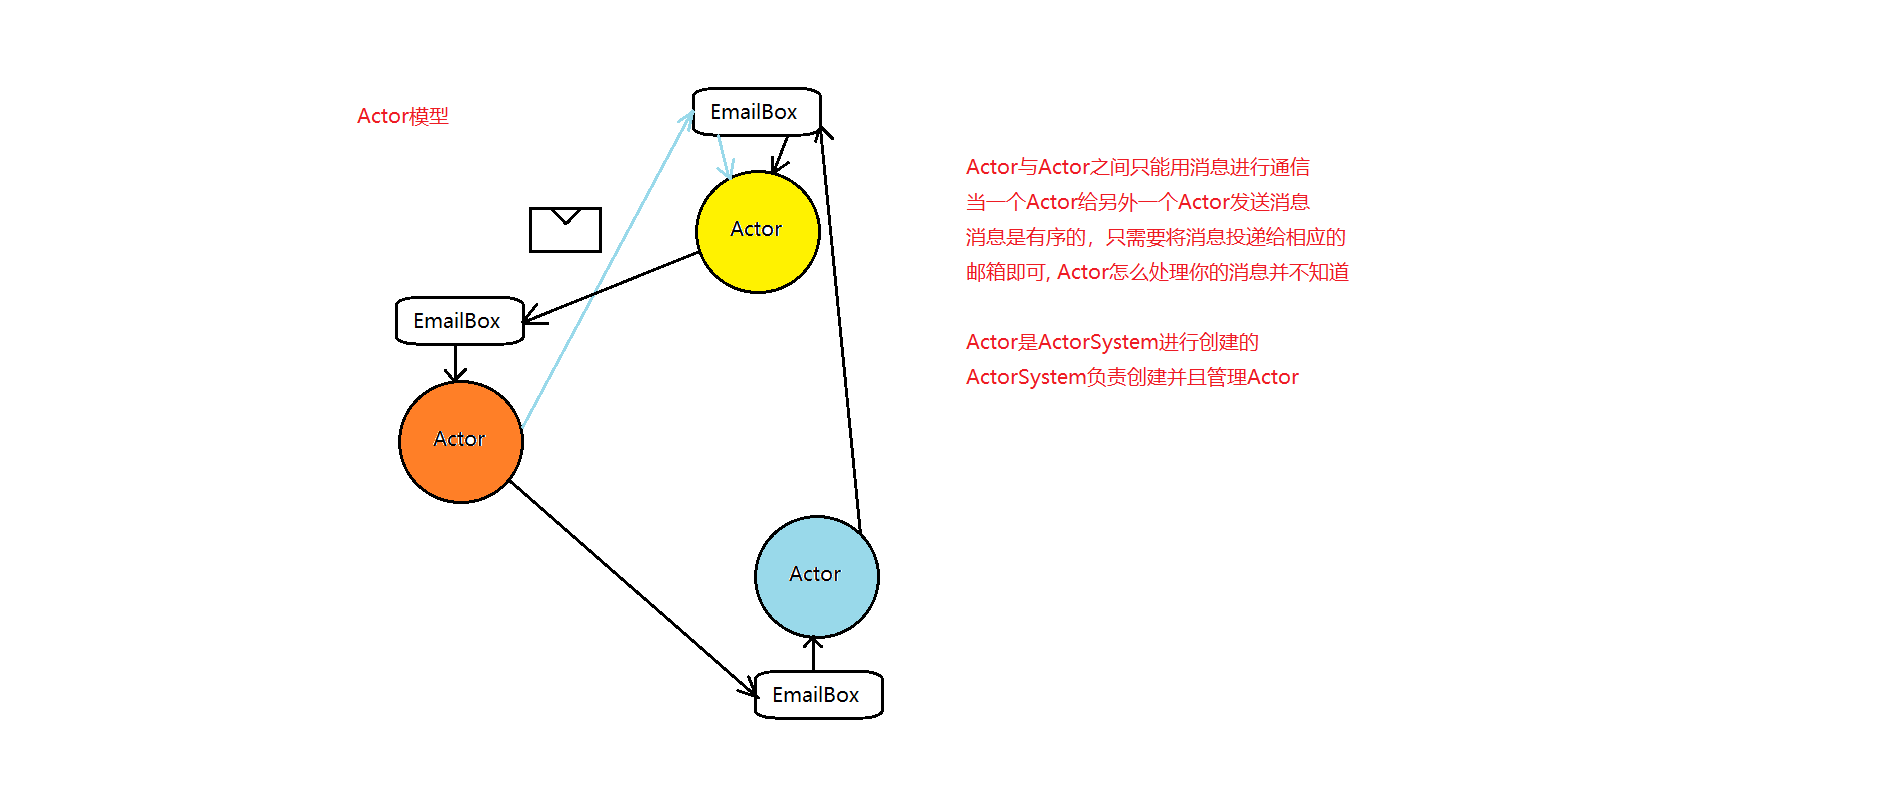 Actor模型
EmailBox
Actor
EmailBox
Actor
Actor
EmailBox
Actor与Actor之间只能用消息进行通信
当一个Actor给另外一个Actor发送消息
消息是有序的，只需要将消息投递给相应的
邮箱即可, Actor怎么处理你的消息并不知道
Actor是ActorSystem进行创建的
ActorSystem负责创建并且管理Actor